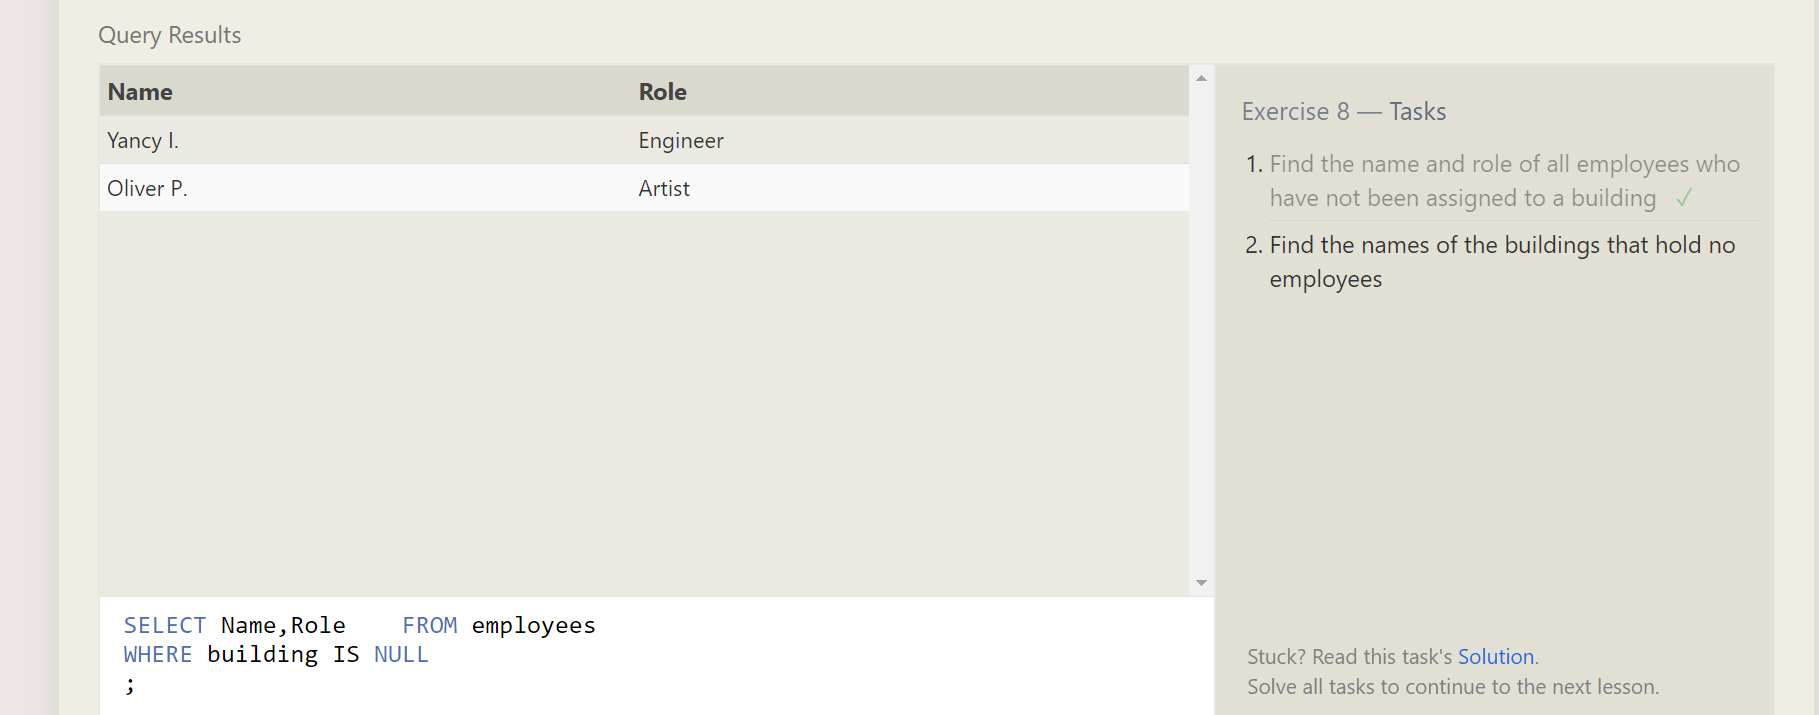 Query Results
Name Role
Yancy I. Engineer
Oliver P. Artist
Exercise 8 — Tasks
1. Find the name and role of all employees who
have not been assigned to a building ✓
2. Find the names of the buildings that hold no
employees
SELECT Name,Role    FROM employees
WHERE building IS NULL
;
Stuck? Read this task's Solution.
Solve all tasks to continue to the next lesson.